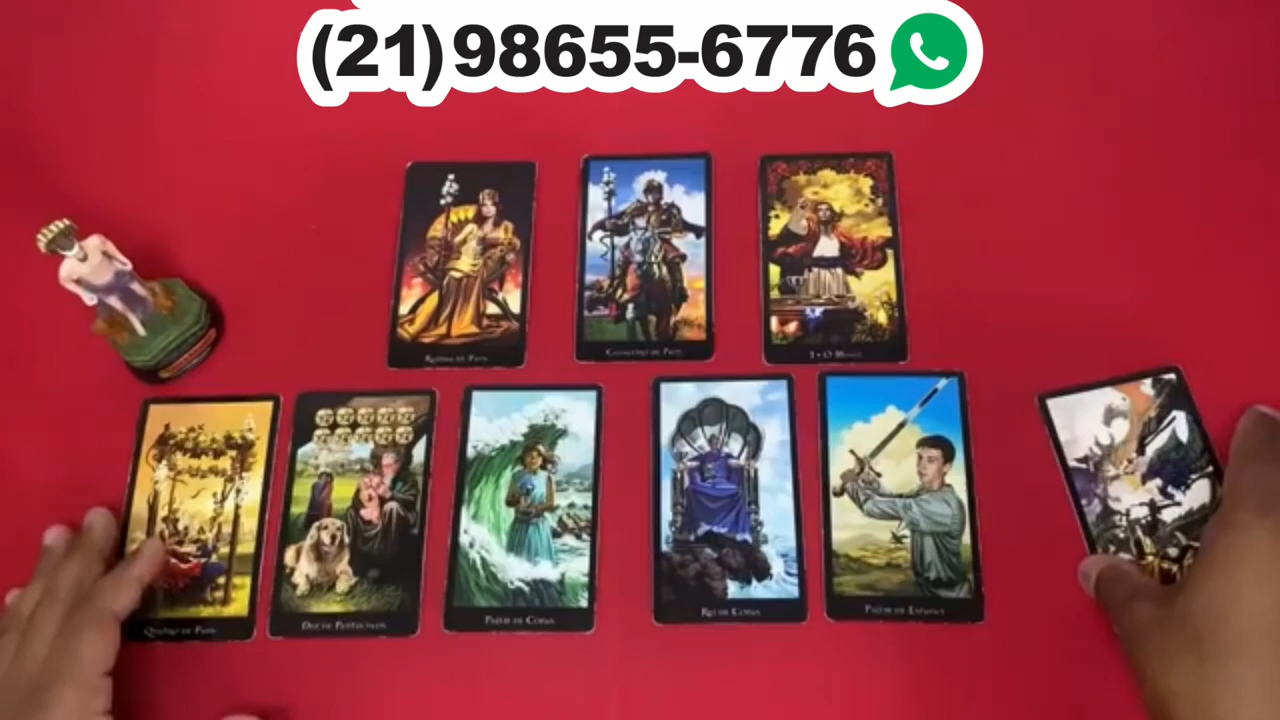 (21)98655-6776
Rainha de Paus
Cavaleiro de Paus
I • O Mago
Quatro de Paus
Dez de Pentáculos
Pajem de Copas
Rei de Copas
Pajem de Espadas